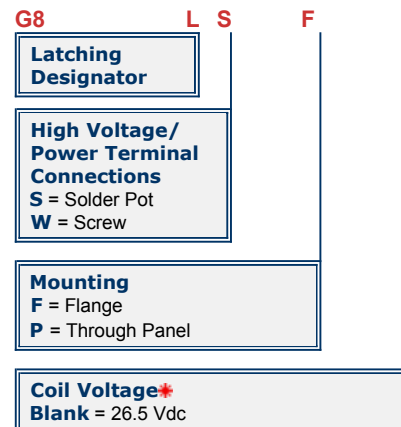 G8 L S F
Latching
Designator
High Voltage/
Power Terminal
Connections
S = Solder Pot
W = Screw
Mounting
F = Flange
P = Through Panel
Coil Voltage*
Blank = 26.5 Vdc